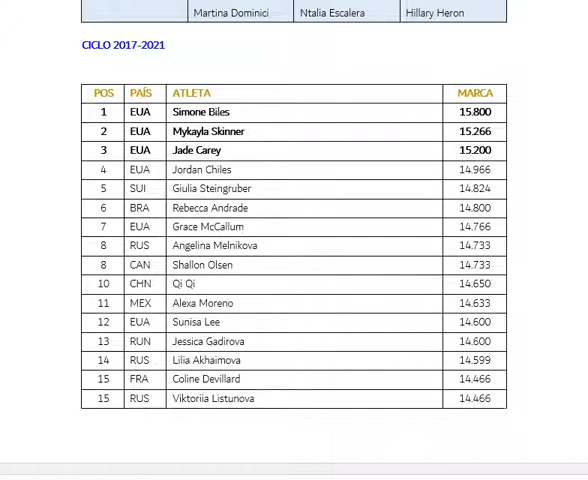 Martina Dominici Ntalia Escalera Hillary Heron
CICLO 2017-2021
POS PAÍS ATLETA MARCA
1 EUA Simone Biles 15.800
2 EUA Mykayla Skinner 15.266
3 EUA Jade Carey 15.200
4 EUA Jordan Chiles 14.966
5 SUI Giulia Steingruber 14.824
6 BRA Rebecca Andrade 14.800
7 EUA Grace McCallum 14.766
8 RUS Angelina Melnikova 14.733
8 CAN Shallon Olsen 14.733
10 CHN Qi Qi 14.650
11 MEX Alexa Moreno 14.633
12 EUA Sunisa Lee 14.600
13 RUN Jessica Gadirova 14.600
14 RUS Lilia Akhaimova 14.599
15 FRA Coline Devillard 14.466
15 RUS Viktoriia Listunova 14.466